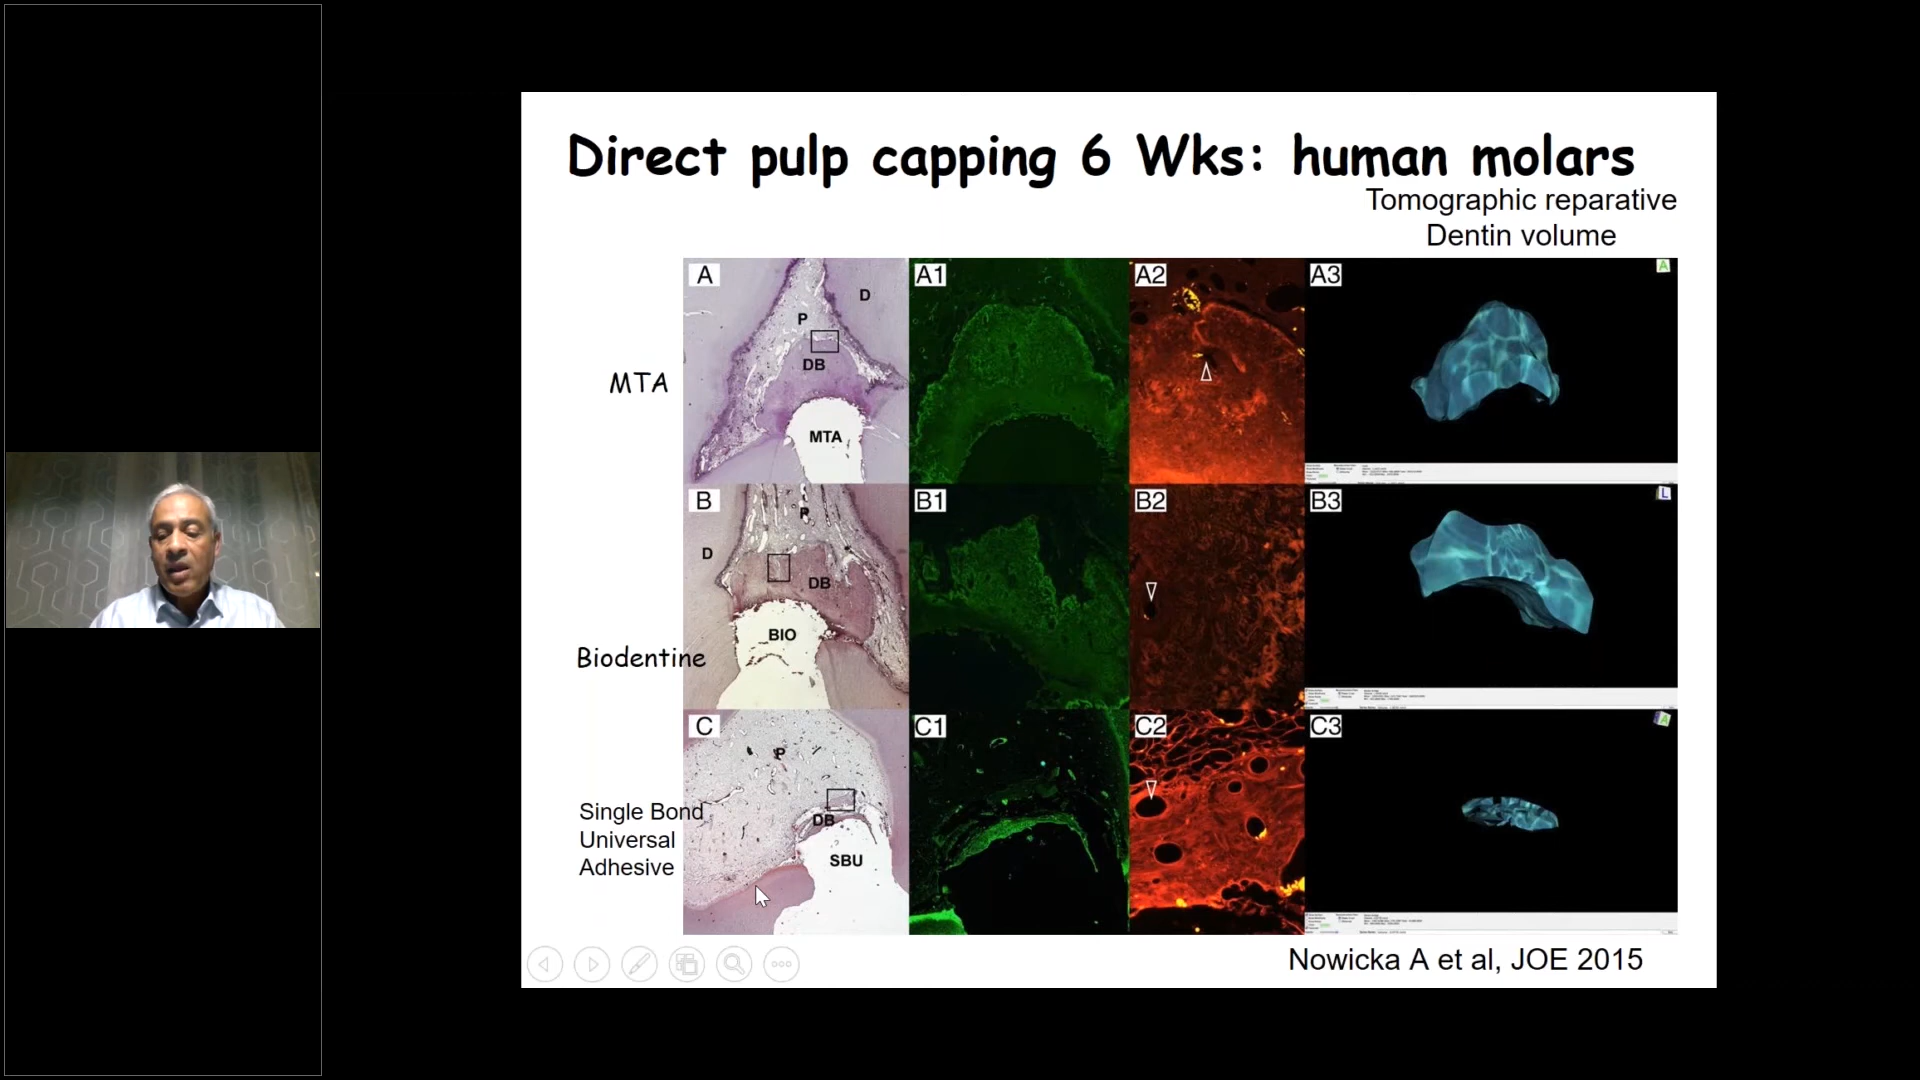 Direct pulp capping 6 Wks: human molars
Tomographic reparative
Dentin volume
A
D
P
DB
MTA
A1
A2
A3
A
MTA
B
P
D
DB
BIO
B1
B2
B3
L
Biodentine
C
P
DB
SBU
C1
C2
C3
A
Single Bond
Universal
Adhesive
Nowicka A et al, JOE 2015